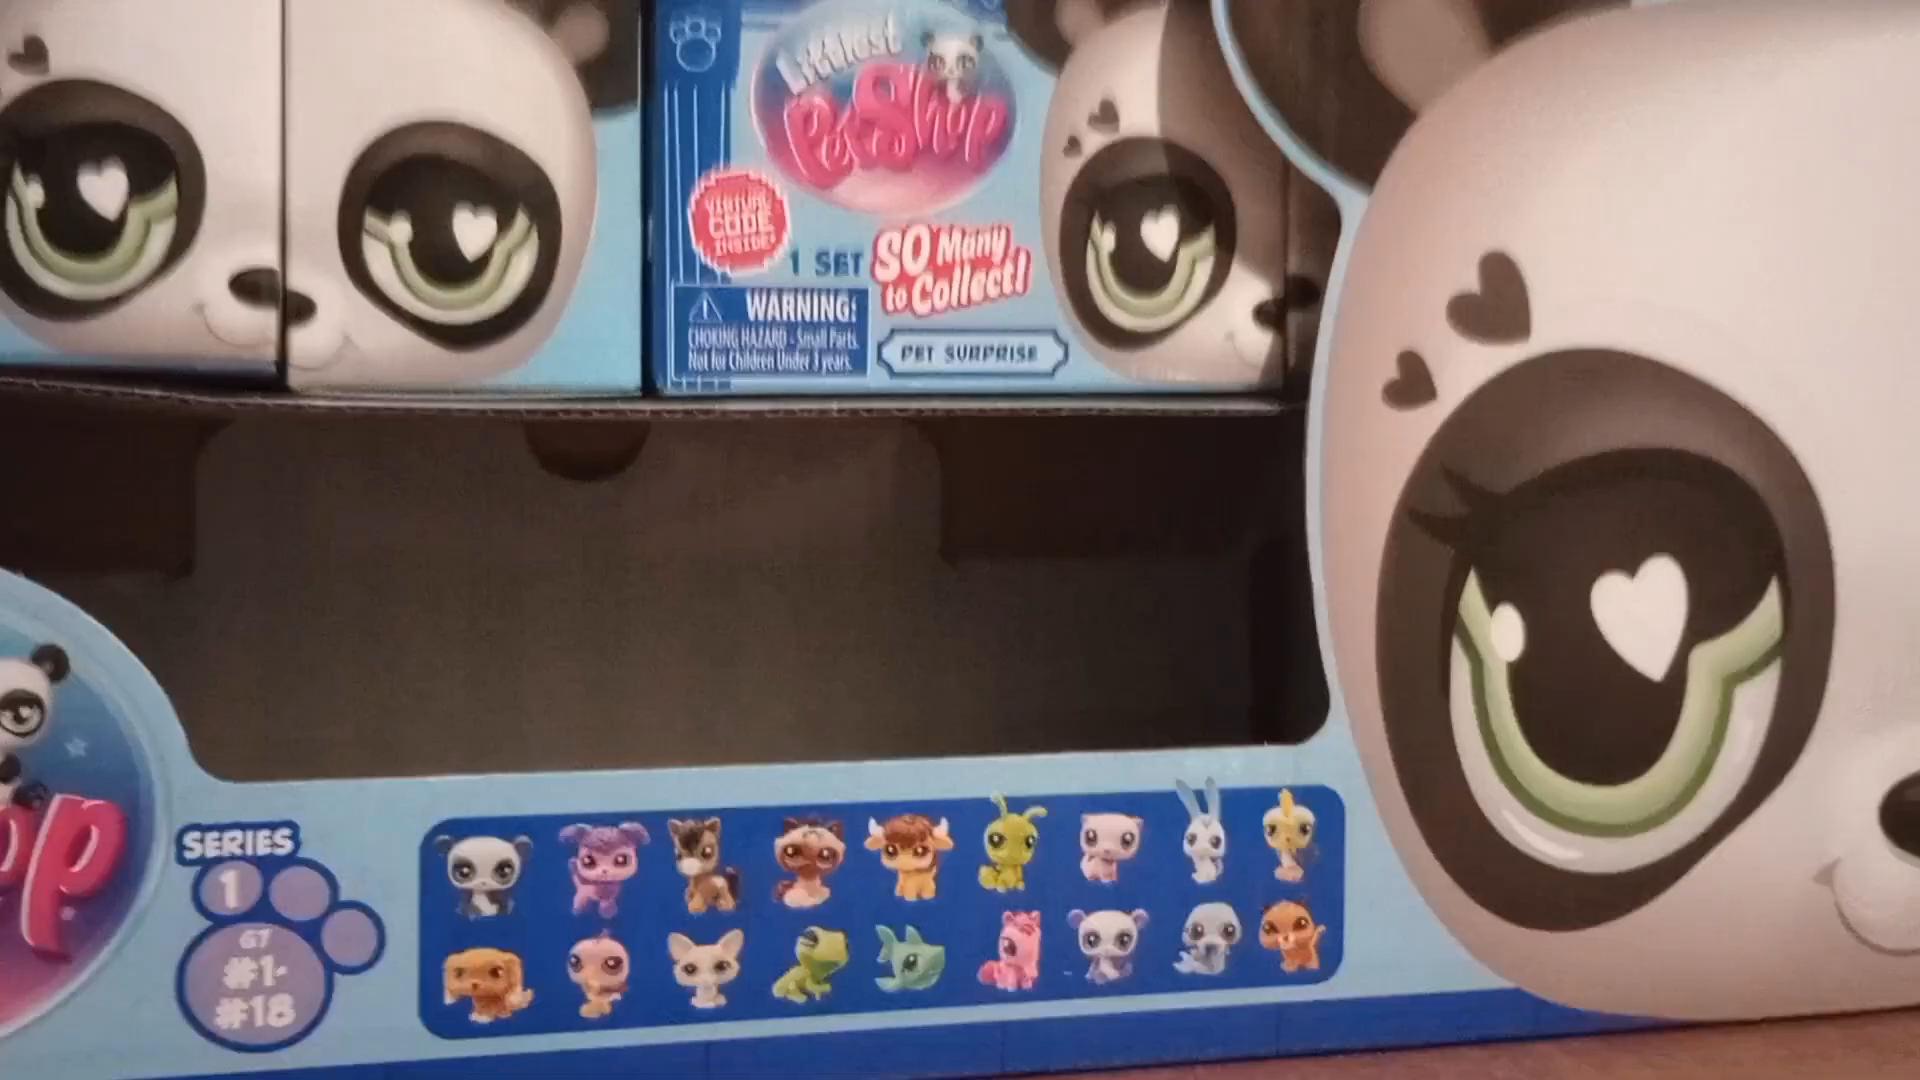 Littlest
PetShop
VIRTUAL
CODE
INSIDE!
1 SET
SO Many
to Collect!
WARNING:
CHOKING HAZARD - Small Parts.
Not for Children Under 3 years.
PET SURPRISE
op
SERIES
1
G7
#1-
#18